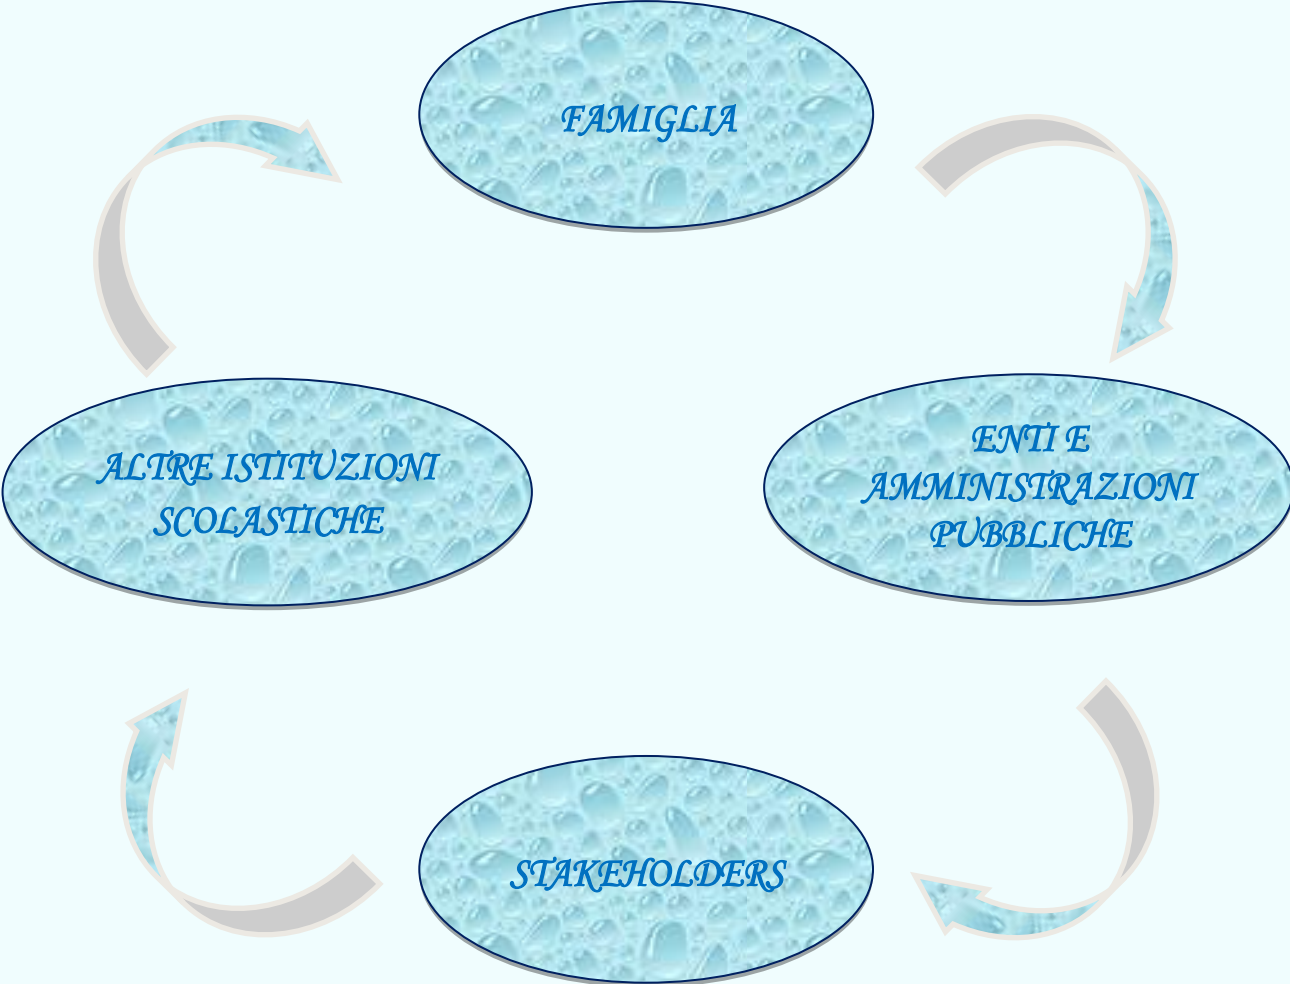 FAMIGLIA
ALTRE ISTITUZIONI
SCOLASTICHE
ENTI E
AMMINISTRAZIONI
PUBBLICHE
STAKEHOLDERS